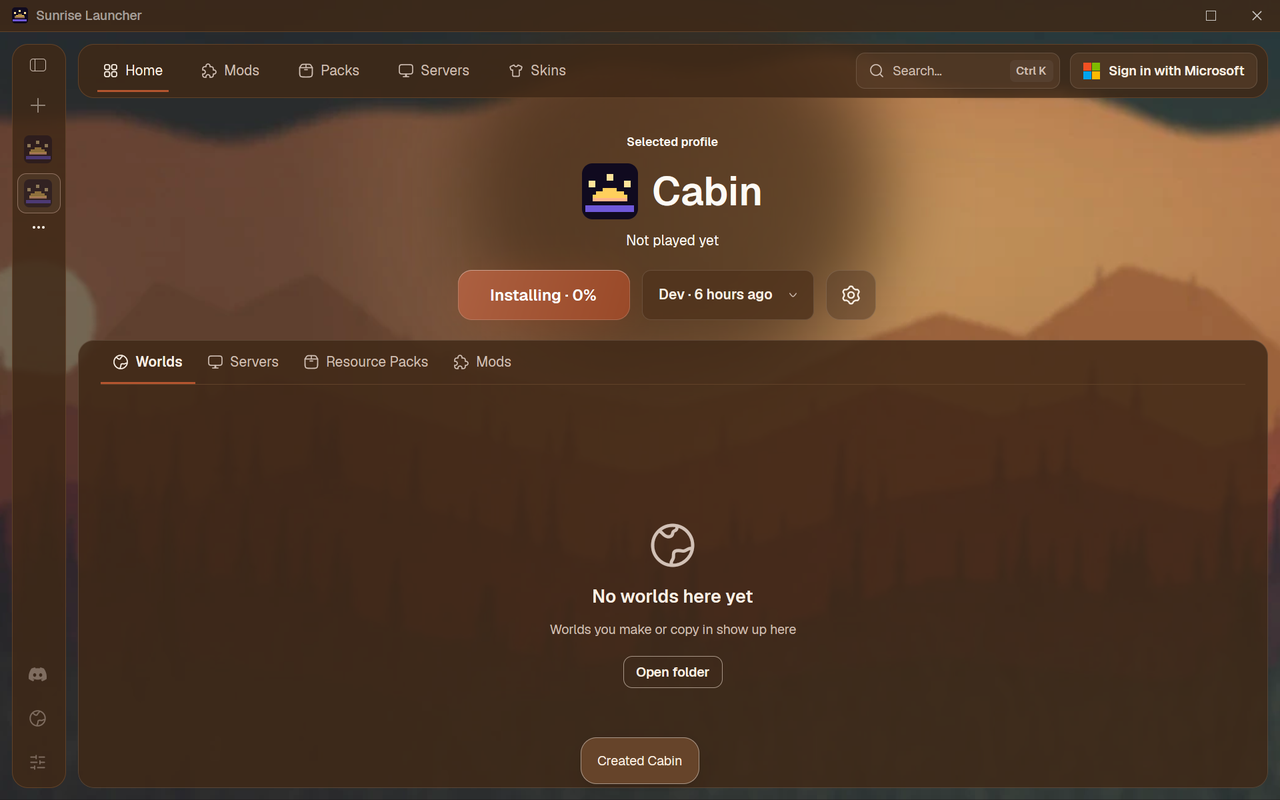 Sunrise Launcher
Home
Mods
Packs
Servers
Skins
Search...
Ctrl K
Sign in with Microsoft
Selected profile
Cabin
Not played yet
Installing · 0%
Dev · 6 hours ago
Worlds
Servers
Resource Packs
Mods
No worlds here yet
Worlds you make or copy in show up here
Open folder
Created Cabin